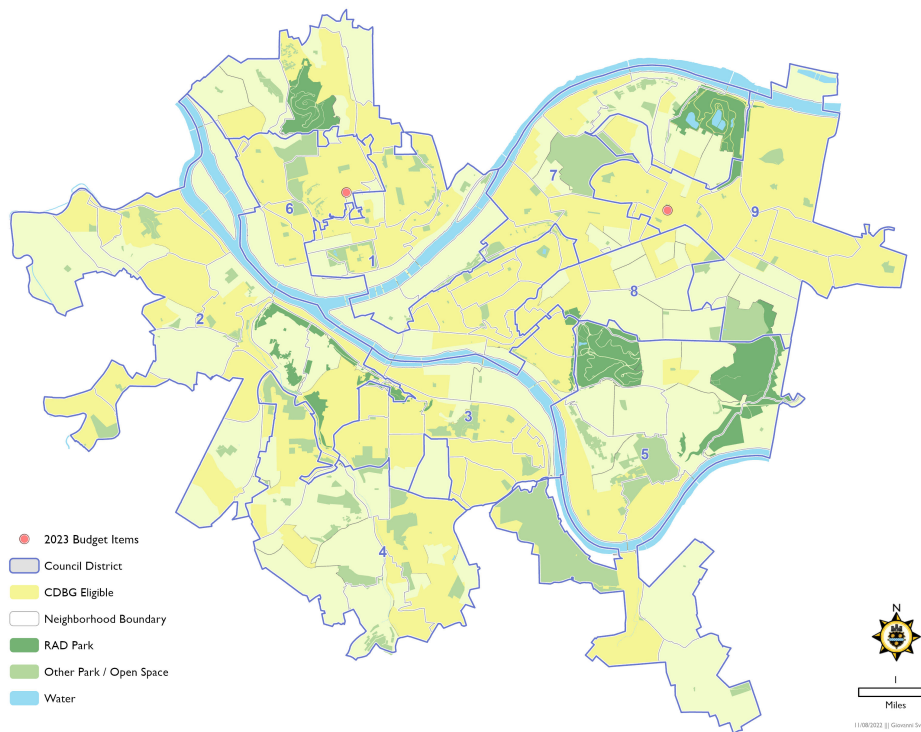 7
9
6
1
8
2
3
5
4
2023 Budget Items
Council District
CDBG Eligible
Neighborhood Boundary
RAD Park
Other Park / Open Space
Water
N
1
Miles
11/08/2022 || Giovanni